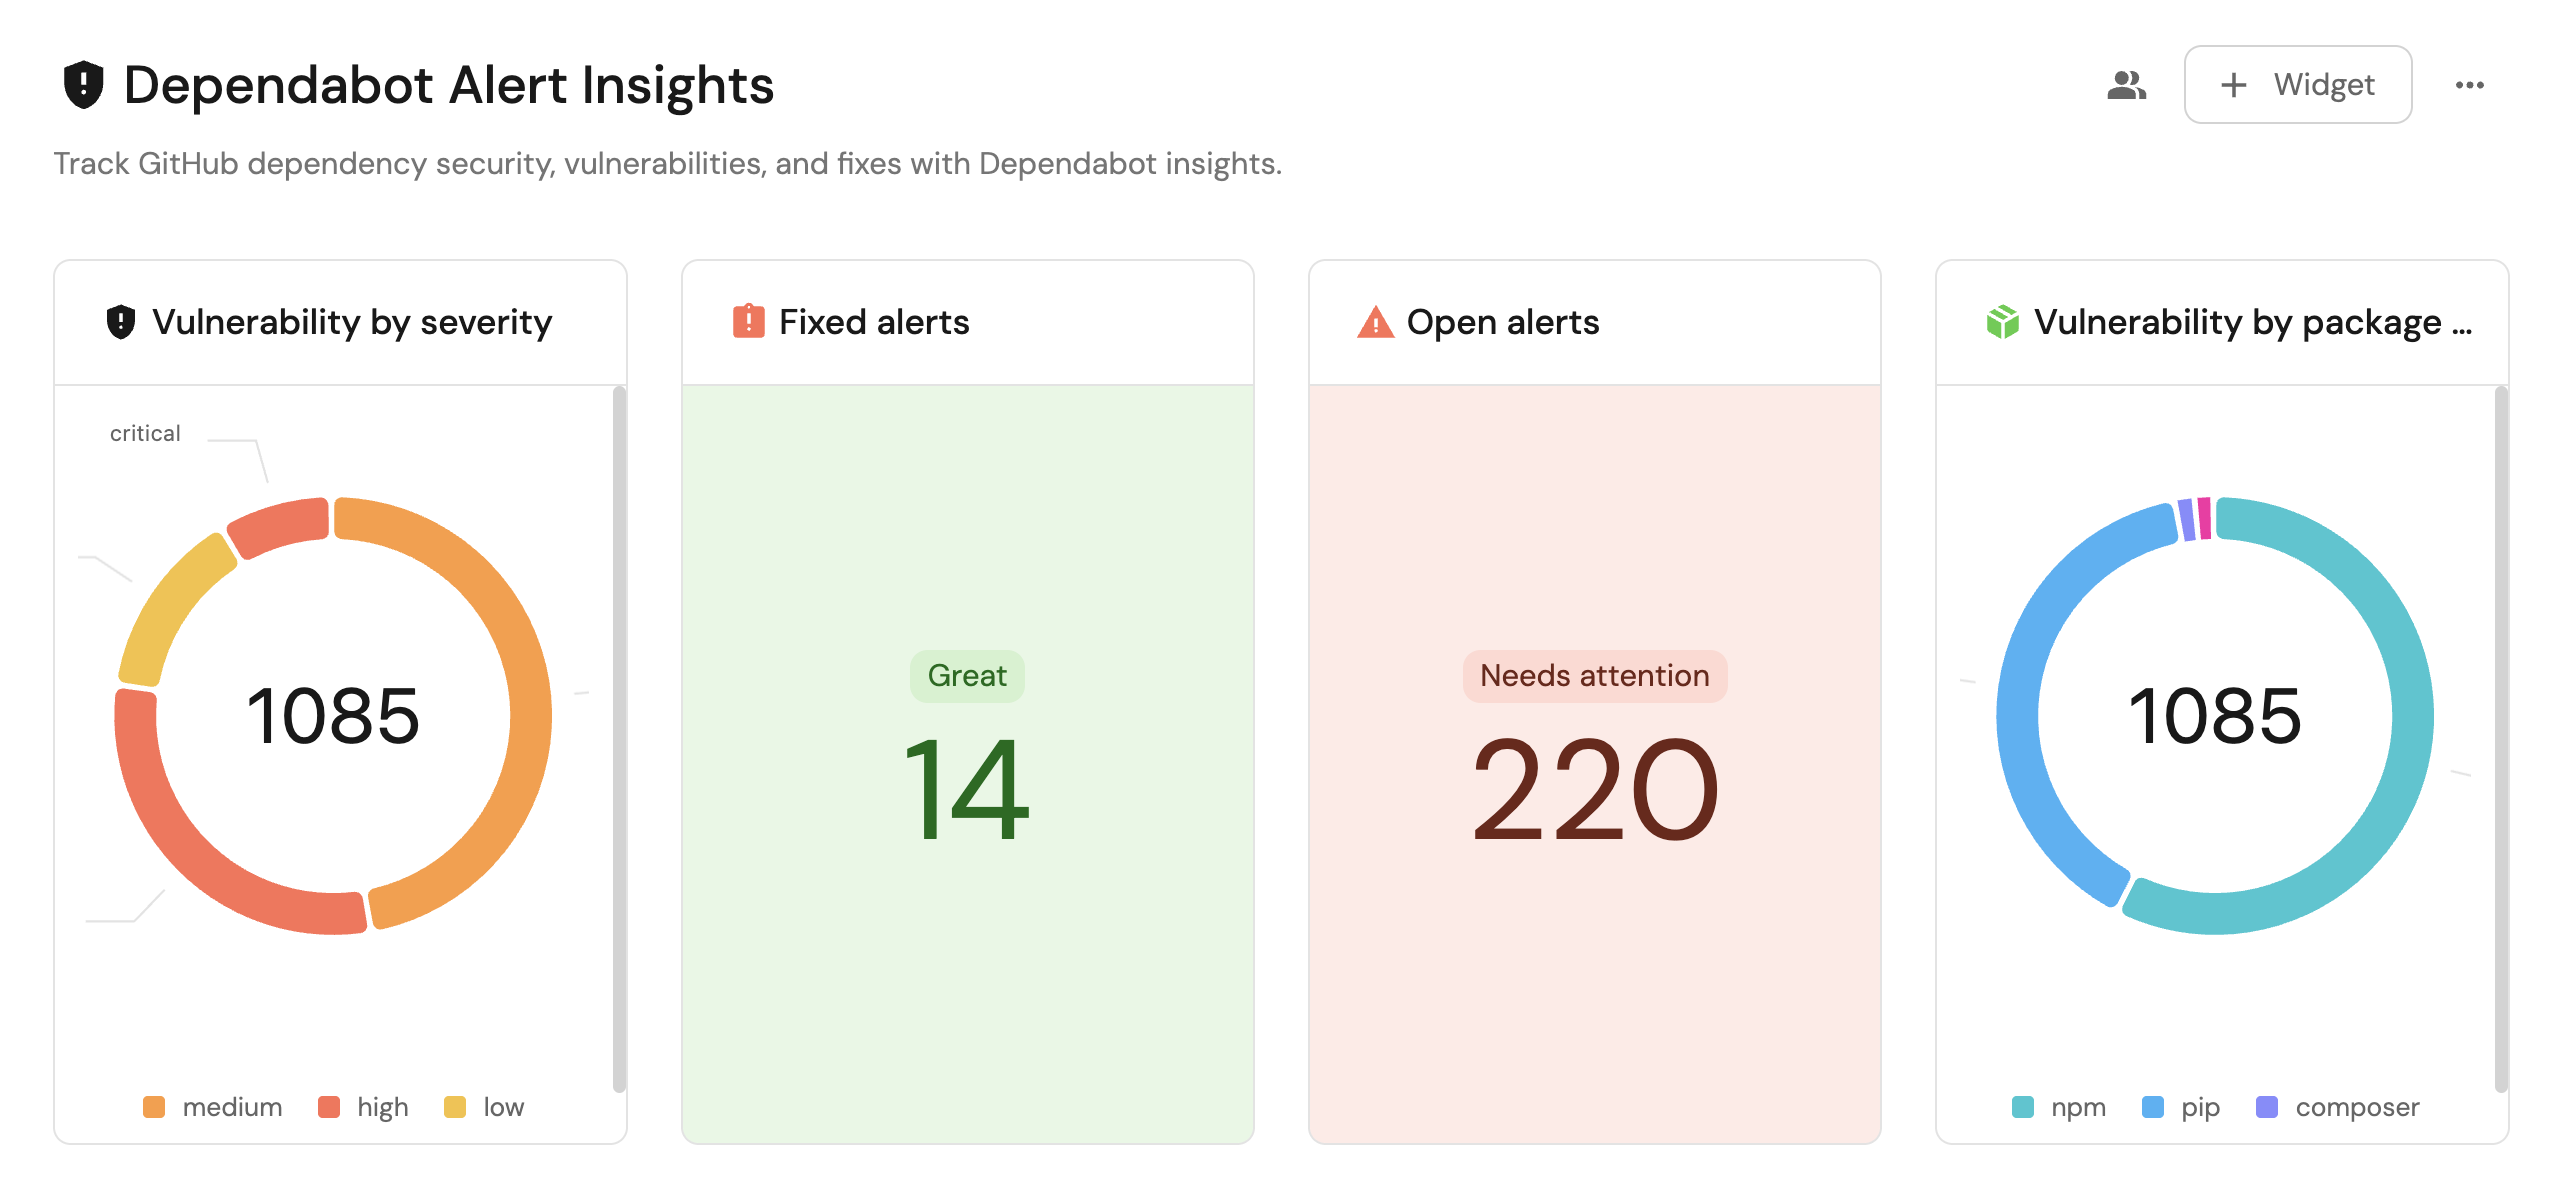 Dependabot Alert Insights
Widget
Track GitHub dependency security, vulnerabilities, and fixes with Dependabot insights.
Vulnerability by severity
critical
1085
medium high low
Fixed alerts
Great
14
Open alerts
Needs attention
220
Vulnerability by package ...
1085
npm pip composer